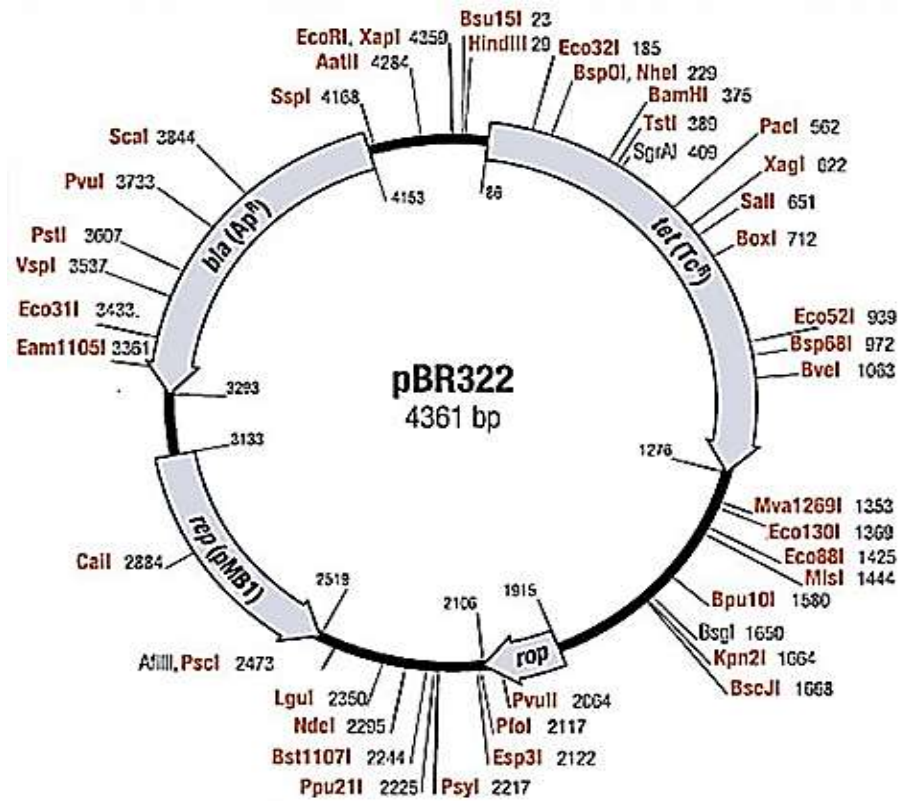 Bsu15I 23
HindIII 29
EcoRI, XapI 4359
AatII 4284
SspI 4168
Eco32I 185
BspOI, NheI 229
BamHI 375
TstI 389
SgrAI 409
PaeI 562
XagI 622
SalI 651
BoxI 712
Eco52I 939
Bsp68I 972
BveI 1063
ScaI 3844
PvuI 3733
PstI 3607
VspI 3537
Eco31I 3433
Eam1105I 3361
4153
86
bla (ApR)
tet (TcR)
pBR322
4361 bp
3293
3133
1276
rep (pMB1)
CaiI 2884
2519
2106
1915
rop
Mva1269I 1353
Eco130I 1369
Eco88I 1425
MlsI 1444
Bpu10I 1580
BsgI 1650
Kpn2I 1664
BseJI 1668
AflIII, PscI 2473
LguI 2350
NdeI 2295
Bst1107I 2244
Ppu21I 2225
PvuII 2064
PfoI 2117
Esp3I 2122
PsyI 2217